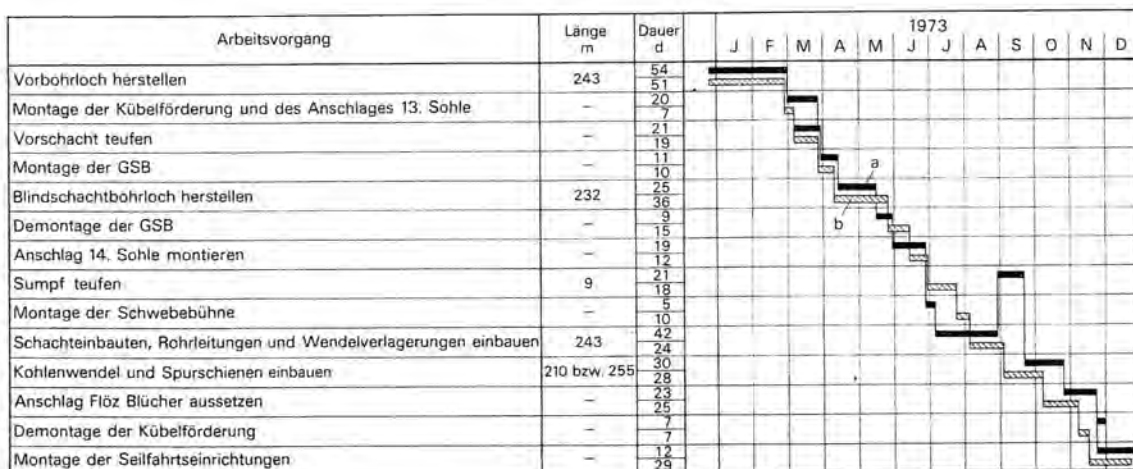 Arbeitsvorgang Länge m Dauer d 1973
J F M A M J J A S O N D
Vorbohrloch herstellen 243 54 51
Montage der Kübelförderung und des Anschlages 13. Sohle – 20 7
Vorschacht teufen – 21 19
Montage der GSB – 11 10
a
Blindschachtbohrloch herstellen 232 25 36
b
Demontage der GSB – 9 15
Anschlag 14. Sohle montieren – 19 12
Sumpf teufen 9 21 18
Montage der Schwebebühne – 5 10
Schachteinbauten, Rohrleitungen und Wendelverlagerungen einbauen 243 42 24
Kohlenwendel und Spurschienen einbauen 210 bzw. 255 30 28
Anschlag Flöz Blücher aussetzen – 23 25
Demontage der Kübelförderung – 7 7
Montage der Seilfahrtseinrichtungen – 12 29